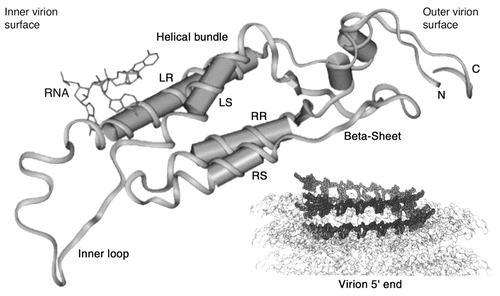 Inner virion
surface
Outer virion
surface
Helical bundle
RNA
LR
LS
RR
RS
N
C
Beta-Sheet
Inner loop
Virion 5' end